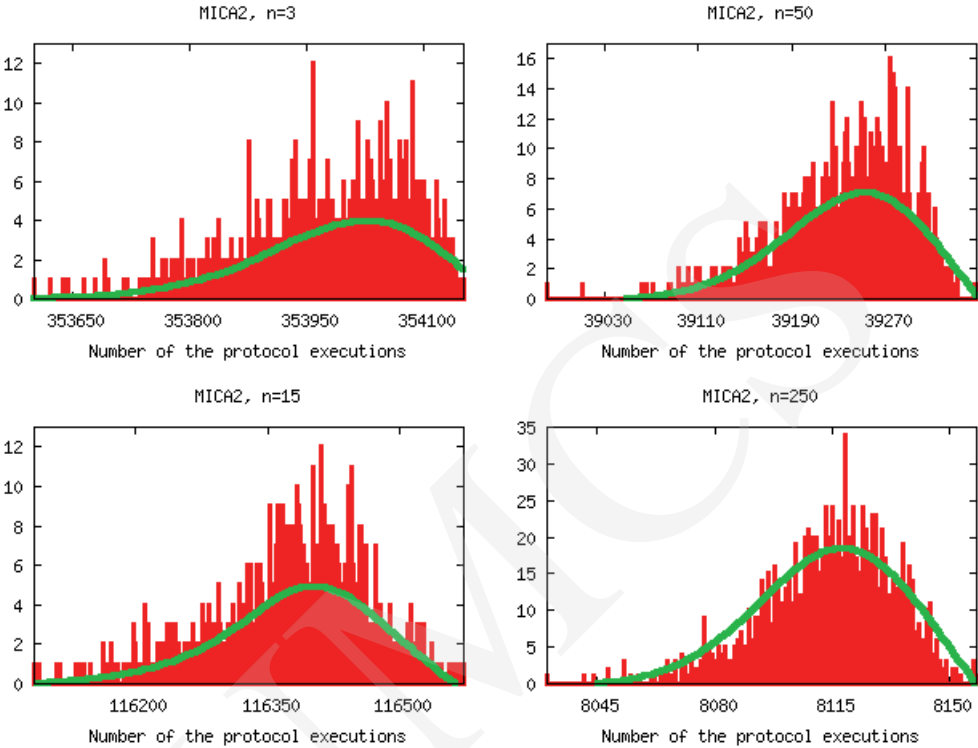 MICA2, n=3
12
10
8
6
4
2
0
353650 353800 353950 354100
Number of the protocol executions
MICA2, n=50
16
14
12
10
8
6
4
2
0
39030 39110 39190 39270
Number of the protocol executions
MICA2, n=15
12
10
8
6
4
2
0
116200 116350 116500
Number of the protocol executions
MICA2, n=250
35
30
25
20
15
10
5
0
8045 8080 8115 8150
Number of the protocol executions